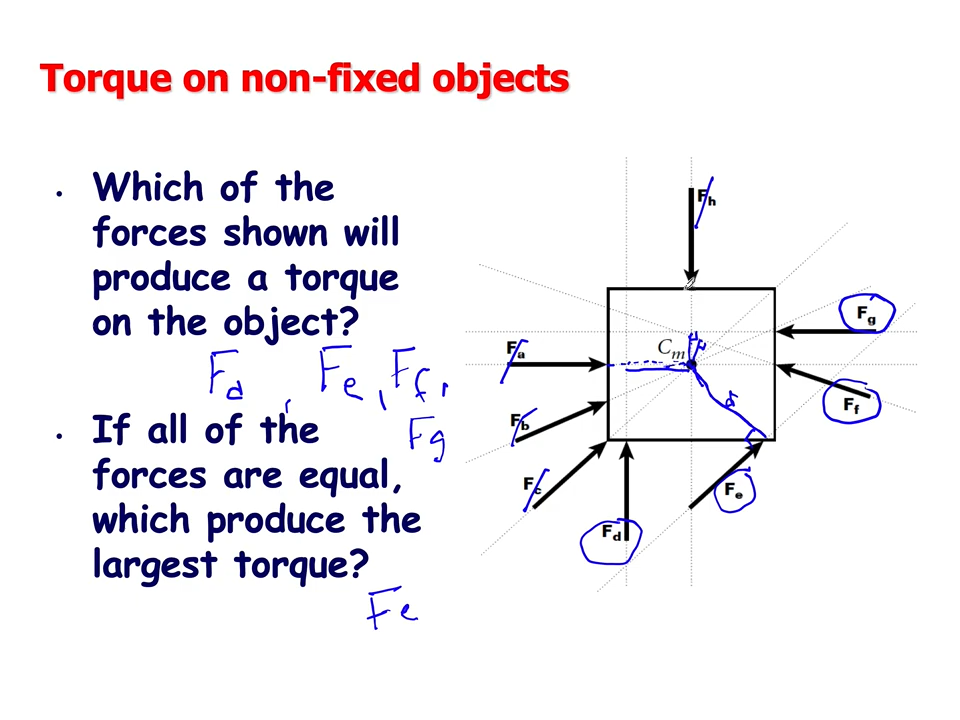 Torque on non-fixed objects
• Which of the
forces shown will
produce a torque
on the object?
Fd, Fe, Ff,
Fg
• If all of the
forces are equal,
which produce the
largest torque?
Fe
Fh
Fg
Cm
Fa
Ff
Fb
Fc
Fe
Fd